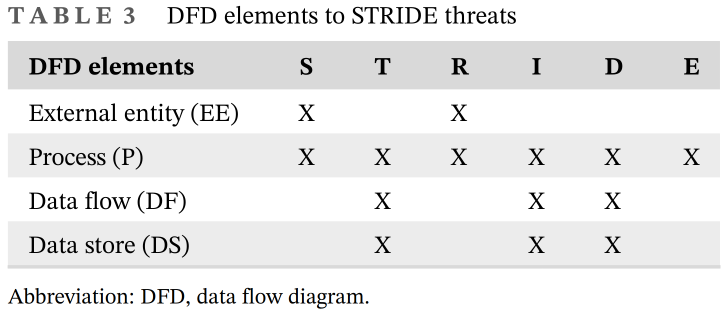 TABLE 3 DFD elements to STRIDE threats
DFD elements S T R I D E
External entity (EE) X X
Process (P) X X X X X X
Data flow (DF) X X X
Data store (DS) X X X
Abbreviation: DFD, data flow diagram.